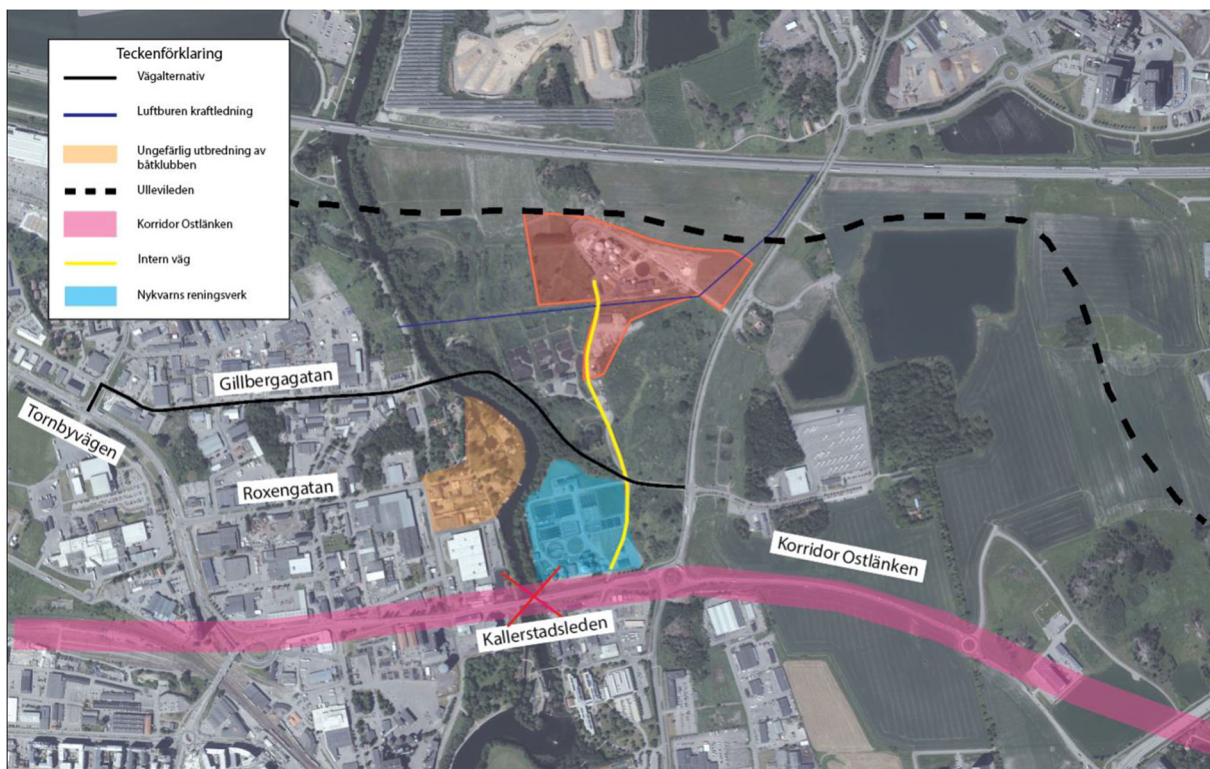 Teckenförklaring
Vägalternativ
Luftburen kraftledning
Ungefärlig utbredning av
båtklubben
Ullevileden
Korridor Ostlänken
Intern väg
Nykvarns reningsverk
Gillbergagatan
Tornbyvägen
Roxengatan
Korridor Ostlänken
Kallerstadsleden